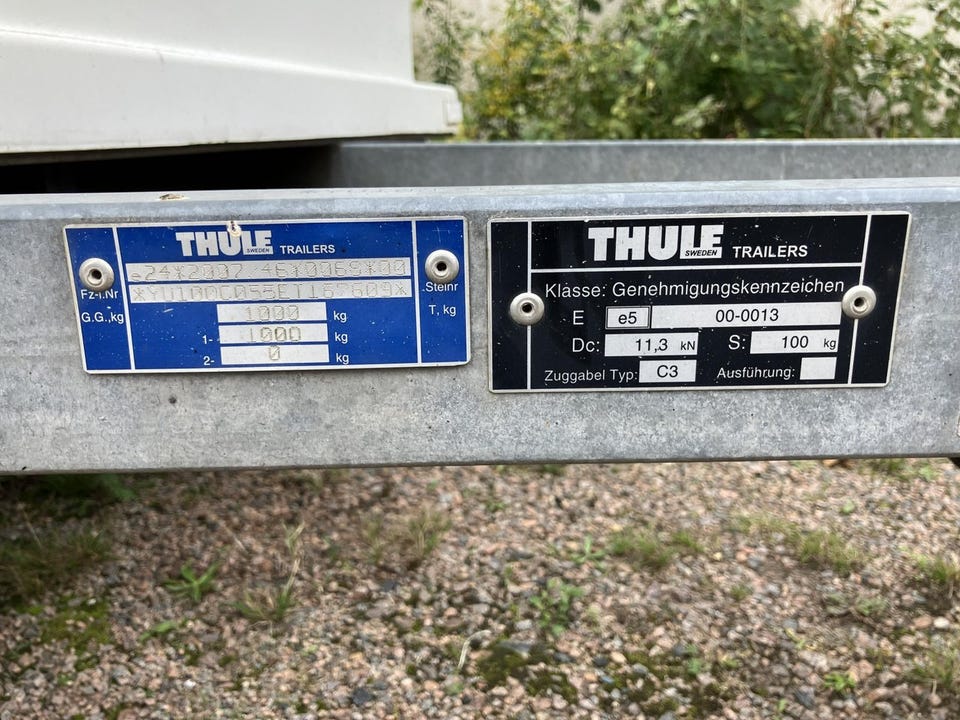 THULE
SWEDEN
TRAILERS
e24*2007/46*0069*00
Fz-I.Nr
Steinr
G.G.,kg 1000 kg T, kg
1- 1000 kg
2- 0 kg
THULE
SWEDEN
TRAILERS
Klasse: Genehmigungskennzeichen
E e5 00-0013
Dc: 11,3 kN S: 100 kg
Zuggabel Typ: C3 Ausführung: